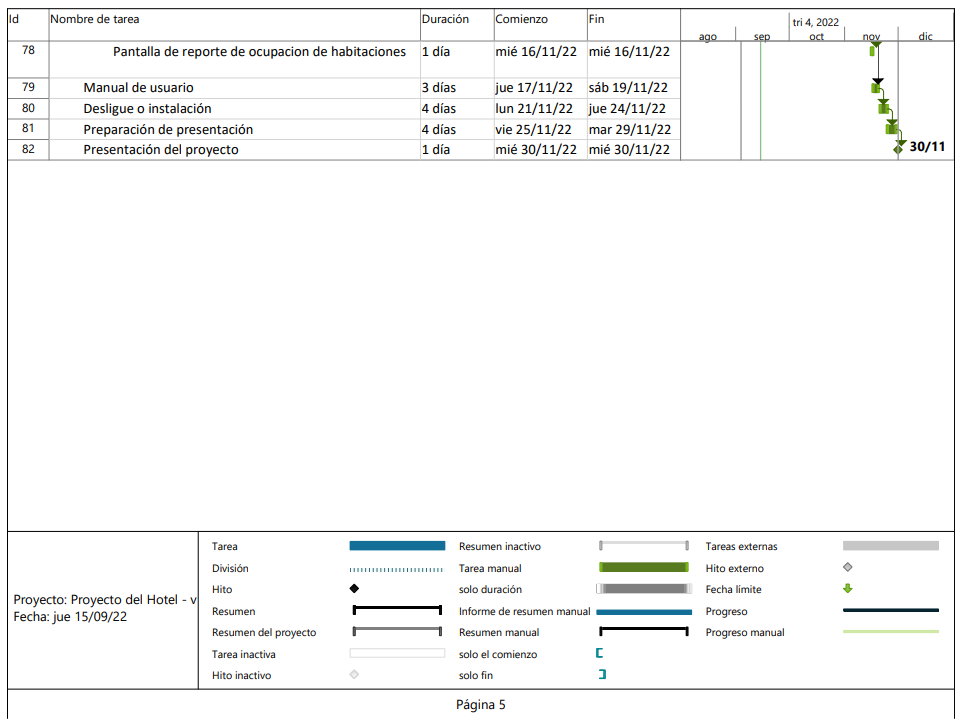 Id Nombre de tarea Duración Comienzo Fin
tri 4, 2022
ago sep oct nov dic
78 Pantalla de reporte de ocupacion de habitaciones 1 día mié 16/11/22 mié 16/11/22
79 Manual de usuario 3 días jue 17/11/22 sáb 19/11/22
80 Desligue o instalación 4 días lun 21/11/22 jue 24/11/22
81 Preparación de presentación 4 días vie 25/11/22 mar 29/11/22
82 Presentación del proyecto 1 día mié 30/11/22 mié 30/11/22 30/11
Proyecto: Proyecto del Hotel - v
Fecha: jue 15/09/22
Tarea
División
Hito
Resumen
Resumen del proyecto
Tarea inactiva
Hito inactivo
Resumen inactivo
Tarea manual
solo duración
Informe de resumen manual
Resumen manual
solo el comienzo
solo fin
Tareas externas
Hito externo
Fecha límite
Progreso
Progreso manual
Página 5